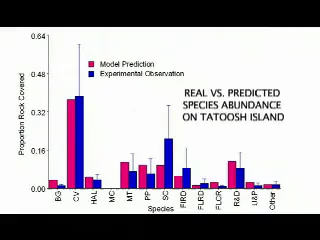 0.64
Model Prediction
Experimental Observation
0.48
REAL VS. PREDICTED
SPECIES ABUNDANCE
ON TATOOSH ISLAND
0.32
0.16
0.00
Proportion Rock Covered
BG
CV
HAL
MC
MT
PP
SC
FIRD
FLRD
FLCR
R&D
U&P
Other
Species